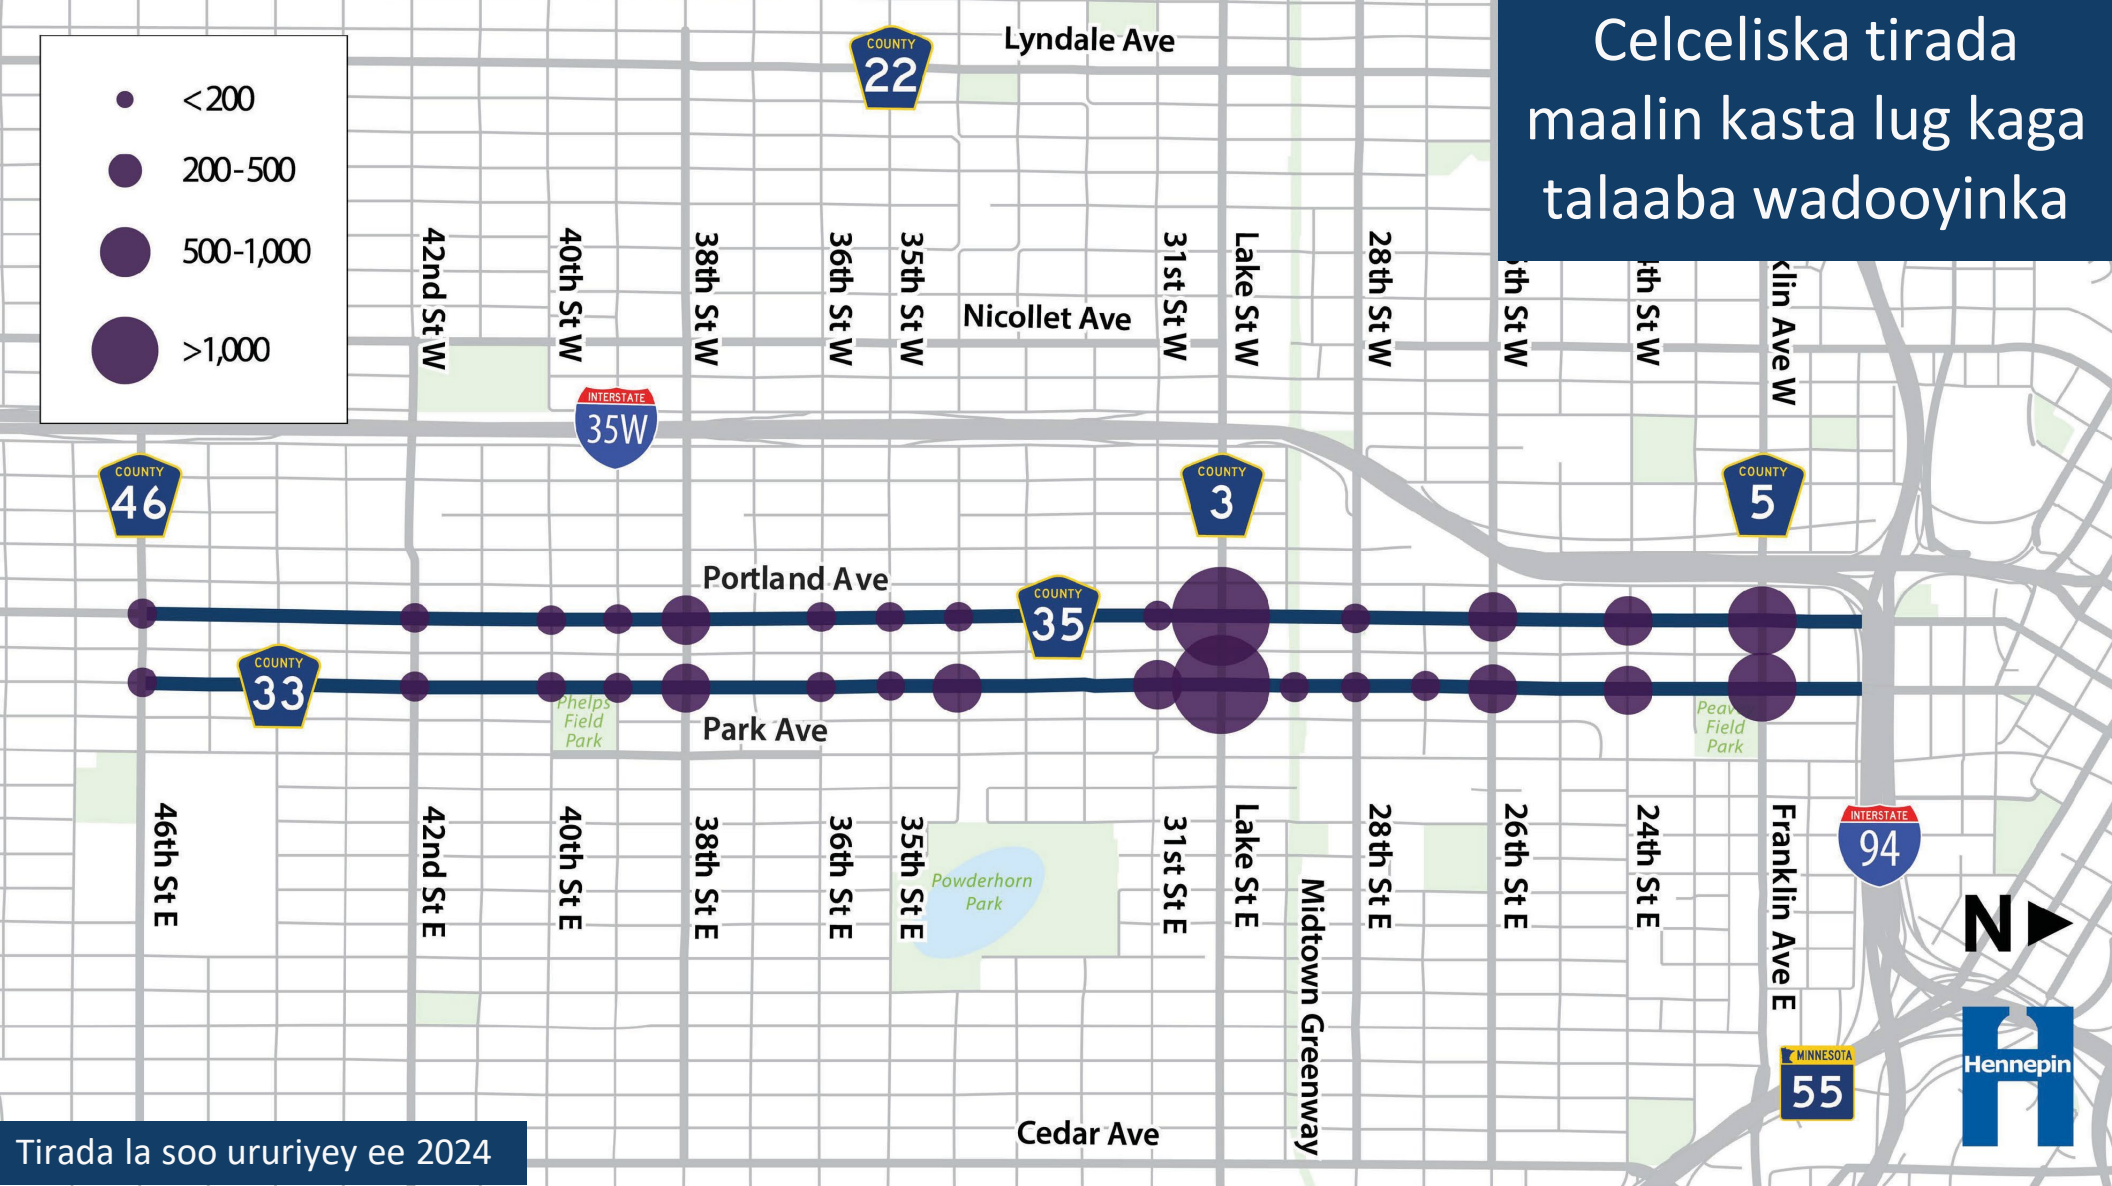 Celceliska tirada
maalin kasta lug kaga
talaaba wadooyinka
<200
200-500
500-1,000
>1,000
COUNTY
22
Lyndale Ave
42nd St W
40th St W
38th St W
36th St W
35th St W
31st St W
Lake St W
28th St W
th St W
th St W
klin Ave W
Nicollet Ave
INTERSTATE
35W
COUNTY
46
COUNTY
3
COUNTY
5
Portland Ave
COUNTY
35
COUNTY
33
Phelps
Field
Park
Park Ave
Field
Park
46th St E
42nd St E
40th St E
38th St E
36th St E
35th St E
Powderhorn
Park
31st St E
Lake St E
Midtown Greenway
28th St E
26th St E
24th St E
Franklin Ave E
INTERSTATE
94
N
MINNESOTA
55
Hennepin
Cedar Ave
Tirada la soo ururiyey ee 2024